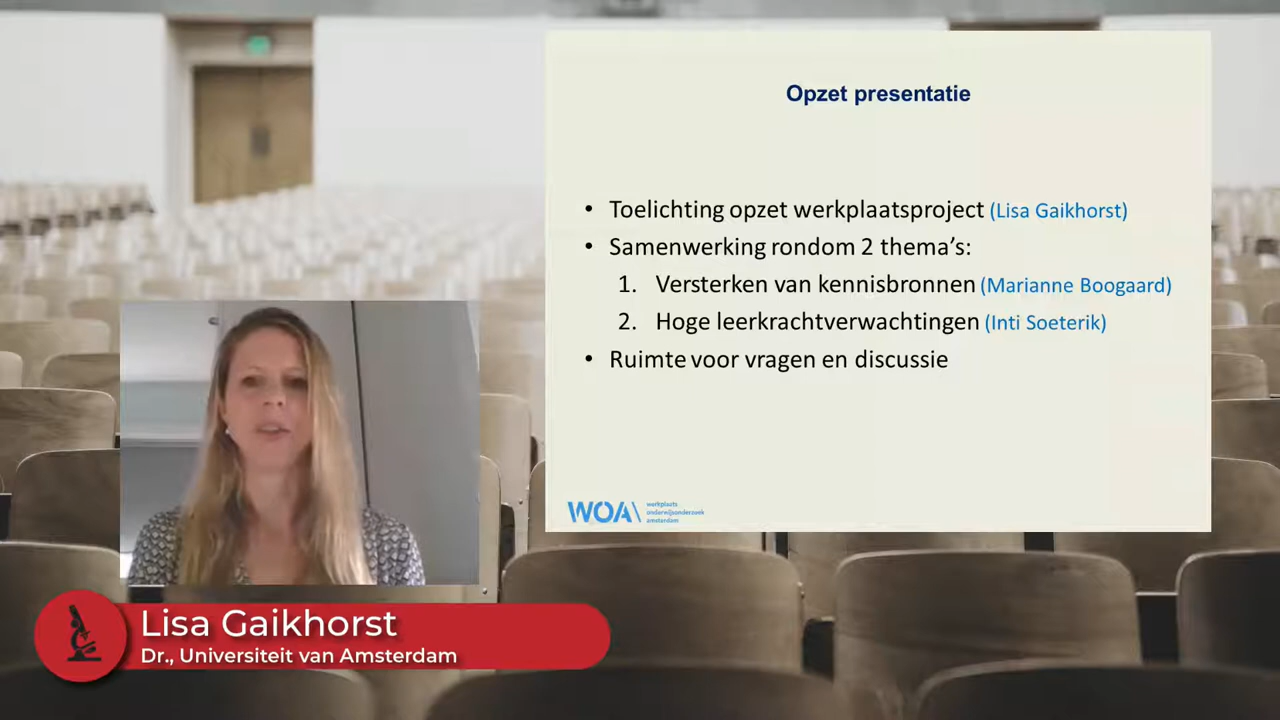 Opzet presentatie
• Toelichting opzet werkplaatsproject (Lisa Gaikhorst)
• Samenwerking rondom 2 thema’s:
1. Versterken van kennisbronnen (Marianne Boogaard)
2. Hoge leerkrachtverwachtingen (Inti Soeterik)
• Ruimte voor vragen en discussie
WOA\
werkplaats
onderwijsonderzoek
amsterdam
Lisa Gaikhorst
Dr., Universiteit van Amsterdam